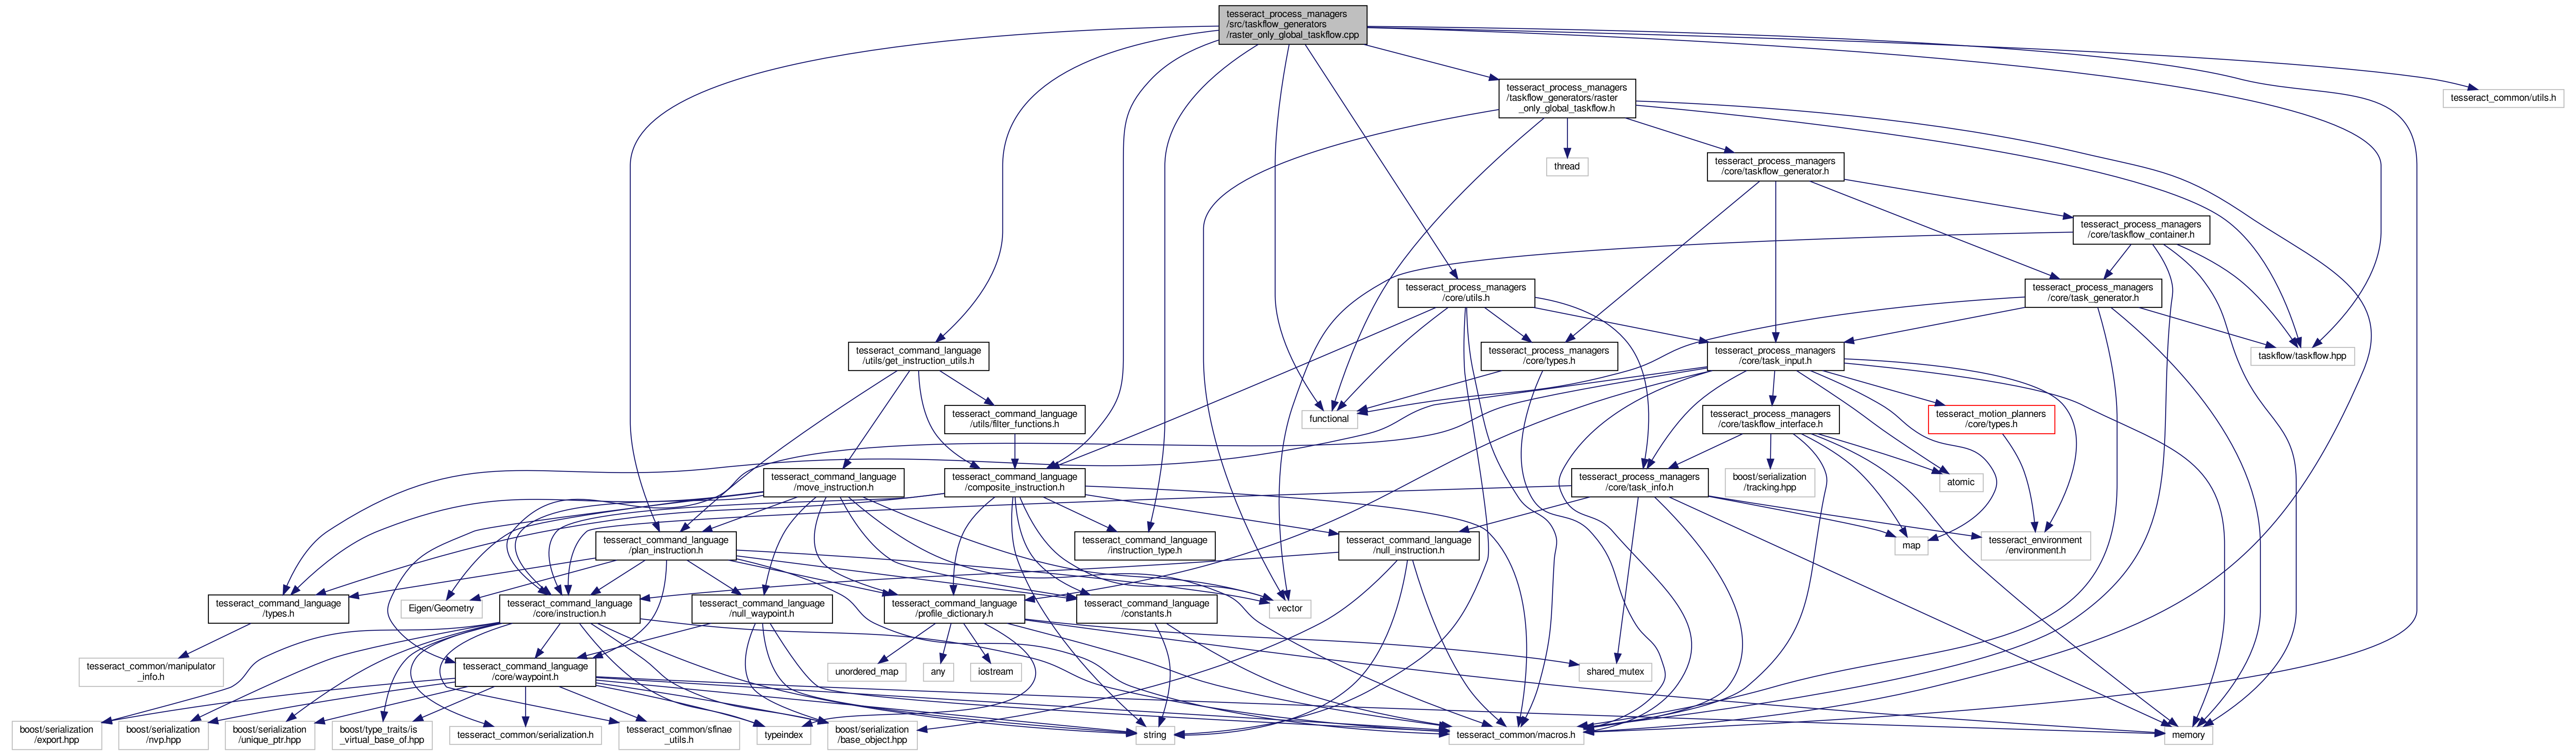 tesseract_process_managers
/src/taskflow_generators
/raster_only_global_taskflow.cpp
tesseract_process_managers
/taskflow_generators/raster
_only_global_taskflow.h
tesseract_common/utils.h
thread
tesseract_process_managers
/core/taskflow_generator.h
tesseract_process_managers
/core/taskflow_container.h
tesseract_process_managers
/core/utils.h
tesseract_process_managers
/core/task_generator.h
tesseract_command_language
/utils/get_instruction_utils.h
tesseract_process_managers
/core/types.h
tesseract_process_managers
/core/task_input.h
taskflow/taskflow.hpp
tesseract_command_language
/utils/filter_functions.h
functional
tesseract_process_managers
/core/taskflow_interface.h
tesseract_motion_planners
/core/types.h
tesseract_command_language
/move_instruction.h
tesseract_command_language
/composite_instruction.h
tesseract_process_managers
/core/task_info.h
boost/serialization
/tracking.hpp
atomic
tesseract_command_language
/plan_instruction.h
tesseract_command_language
/instruction_type.h
tesseract_command_language
/null_instruction.h
map
tesseract_environment
/environment.h
tesseract_command_language
/types.h
Eigen/Geometry
tesseract_command_language
/core/instruction.h
tesseract_command_language
/null_waypoint.h
tesseract_command_language
/profile_dictionary.h
tesseract_command_language
/constants.h
vector
tesseract_common/manipulator
_info.h
tesseract_command_language
/core/waypoint.h
unordered_map
any
iostream
shared_mutex
boost/serialization
/export.hpp
boost/serialization
/nvp.hpp
boost/serialization
/unique_ptr.hpp
boost/type_traits/is
_virtual_base_of.hpp
tesseract_common/serialization.h
tesseract_common/sfinae
_utils.h
typeindex
boost/serialization
/base_object.hpp
string
tesseract_common/macros.h
memory